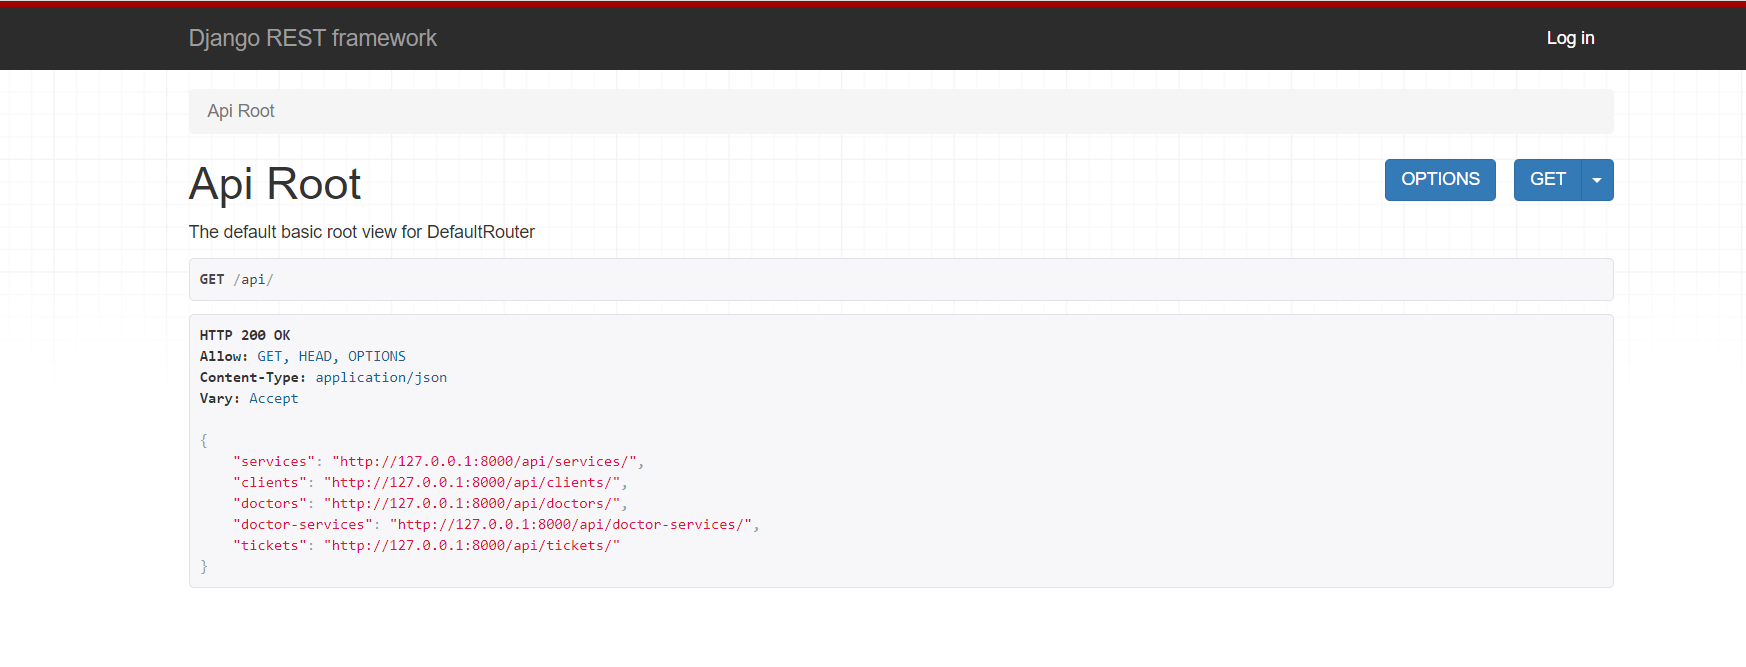 Django REST framework
Log in
Api Root
Api Root
OPTIONS
GET
The default basic root view for DefaultRouter
GET /api/
HTTP 200 OK
Allow: GET, HEAD, OPTIONS
Content-Type: application/json
Vary: Accept
{
    "services": "http://127.0.0.1:8000/api/services/",
    "clients": "http://127.0.0.1:8000/api/clients/",
    "doctors": "http://127.0.0.1:8000/api/doctors/",
    "doctor-services": "http://127.0.0.1:8000/api/doctor-services/",
    "tickets": "http://127.0.0.1:8000/api/tickets/"
}